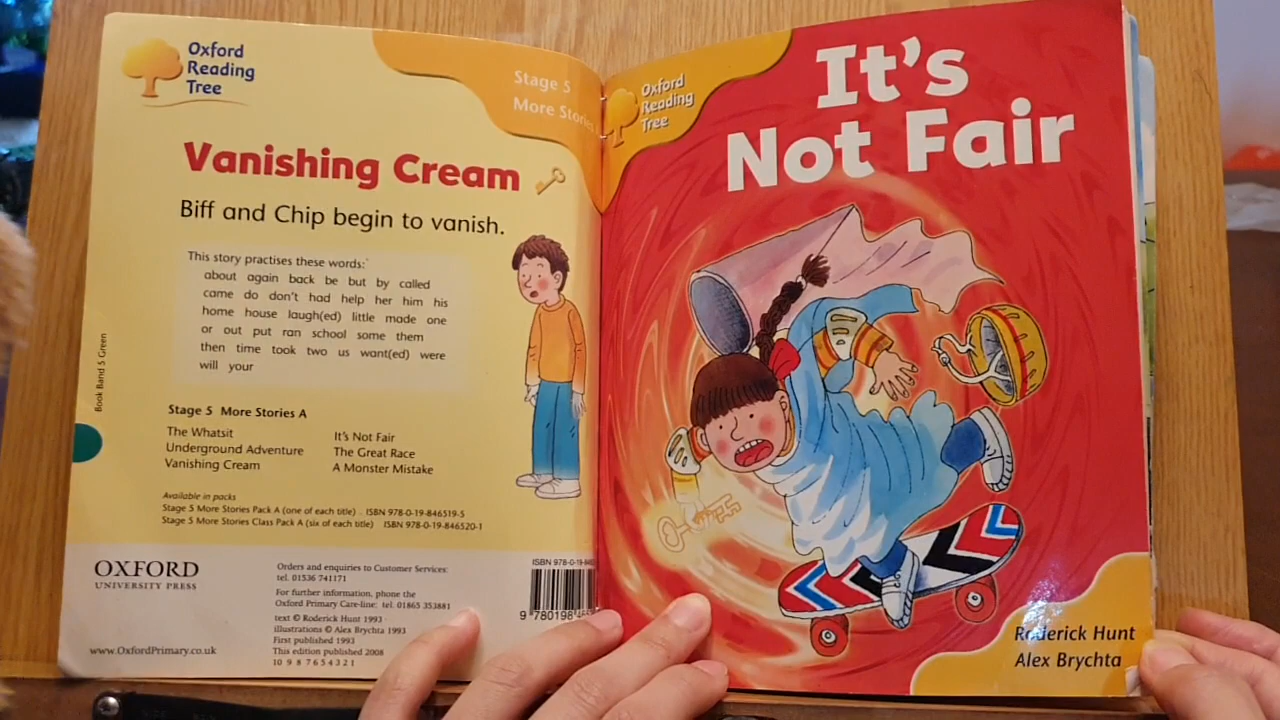 Oxford
Reading
Tree
Stage 5
More Stories
Vanishing Cream
Biff and Chip begin to vanish.
This story practises these words:
about again back be but by called
came do don't had help her him his
home house laugh(ed) little made one
or out put ran school some them
then time took two us want(ed) were
will your
Book Band 5 Green
Stage 5 More Stories A
The Whatsit
Underground Adventure
Vanishing Cream
It's Not Fair
The Great Race
A Monster Mistake
Available in packs
Stage 5 More Stories Pack A (one of each title) . ISBN 978-0-19-846519-5
Stage 5 More Stories Class Pack A (six of each title) ISBN 978-0-19-846520-1
OXFORD
UNIVERSITY PRESS
www.OxfordPrimary.co.uk
Orders and enquiries to Customer Services:
tel. 01536 741171
For further information, phone the
Oxford Primary Care-line: tel. 01865 353881
text © Roderick Hunt 1993
illustrations © Alex Brychta 1993
First published 1993
This edition published 2008
10 9 8 7 6 5 4 3 2 1
ISBN 978-0-19-
9 780198
Oxford
Reading
Tree
It's
Not Fair
Roderick Hunt
Alex Brychta